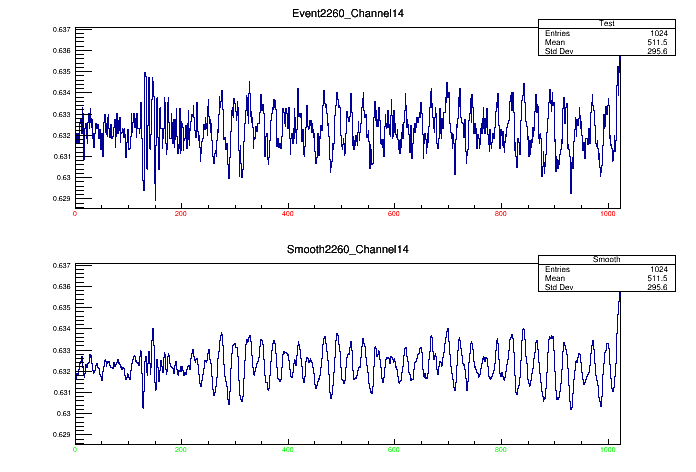 Event2260_Channel14
Test
Entries 1024
Mean 511.5
Std Dev 295.6
0.637
0.636
0.635
0.634
0.633
0.632
0.631
0.63
0.629
0 200 400 600 800 1000
Smooth2260_Channel14
Smooth
Entries 1024
Mean 511.5
Std Dev 295.6
0.637
0.636
0.635
0.634
0.633
0.632
0.631
0.63
0.629
0 200 400 600 800 1000